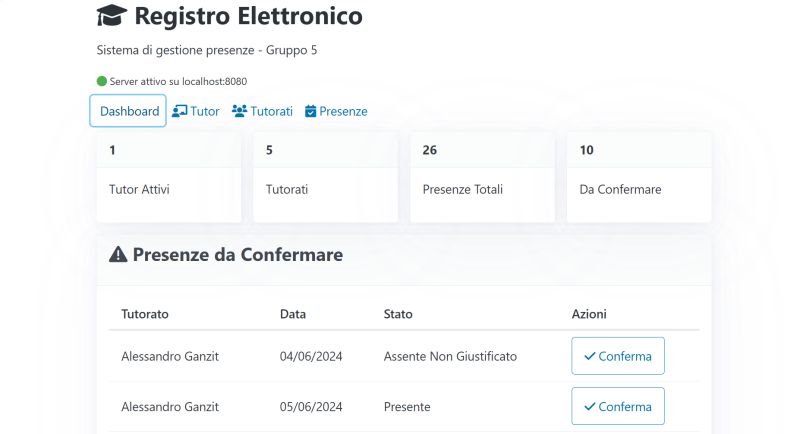 Registro Elettronico
Sistema di gestione presenze - Gruppo 5
Server attivo su localhost:8080
Dashboard Tutor Tutorati Presenze
1 5 26 10
Tutor Attivi Tutorati Presenze Totali Da Confermare
Presenze da Confermare
Tutorato Data Stato Azioni
Alessandro Ganzit 04/06/2024 Assente Non Giustificato Conferma
Alessandro Ganzit 05/06/2024 Presente Conferma